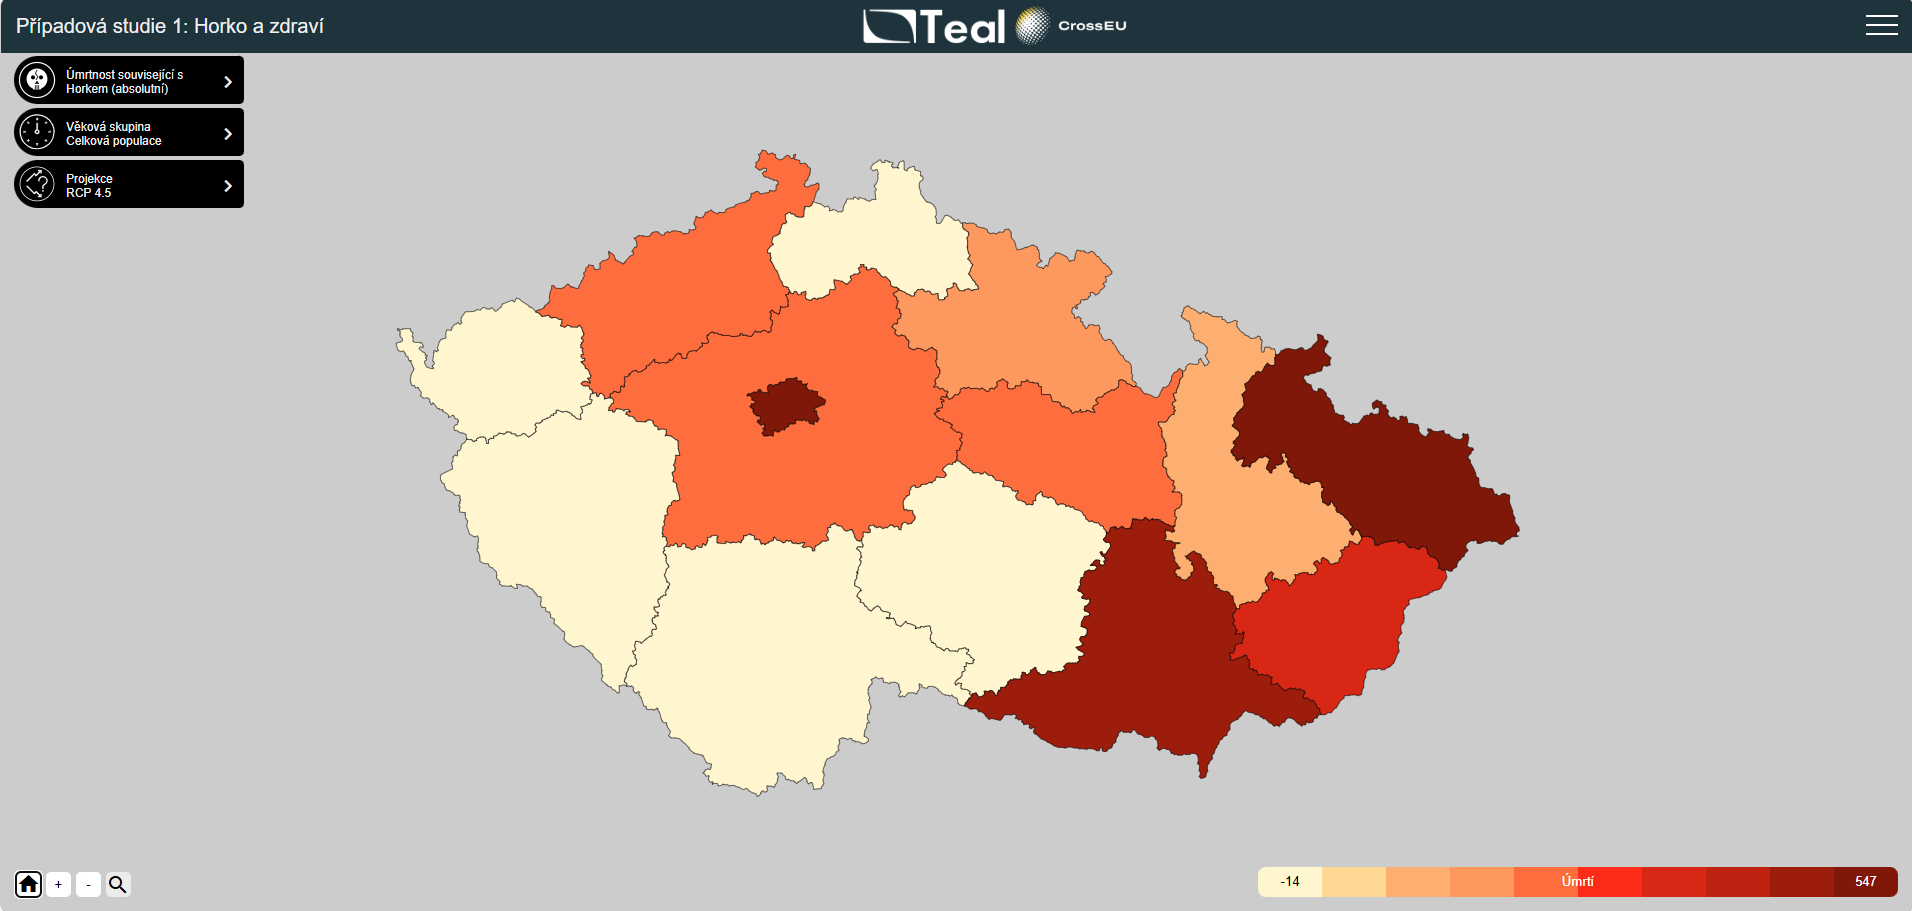 Případová studie 1: Horko a zdraví
Teal CrossEU
Úmrtnost související s
Horkem (absolutní)
Věková skupina
Celková populace
Projekce
RCP 4.5
+ -
-14 Úmrtí 547